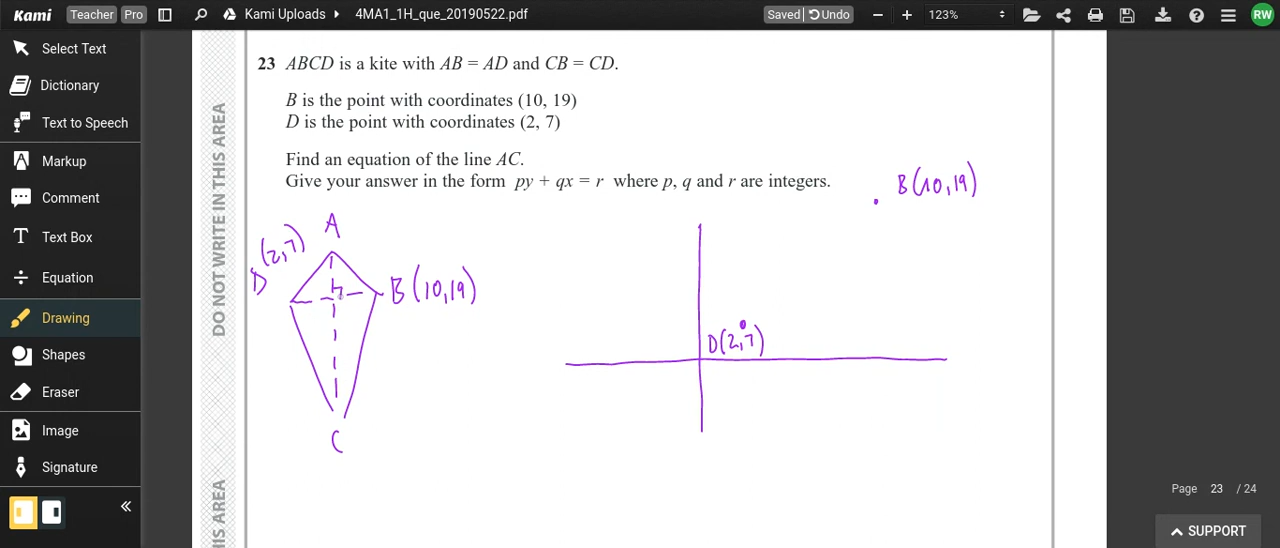 Kami Teacher Pro Kami Uploads 4MA1_1H_que_20190522.pdf Saved Undo 123% RW
Select Text
Dictionary
Text to Speech
Markup
Comment
Text Box
Equation
Drawing
Shapes
Eraser
Image
Signature
DO NOT WRITE IN THIS AREA
HIS AREA
23 ABCD is a kite with AB = AD and CB = CD.
B is the point with coordinates (10, 19)
D is the point with coordinates (2, 7)
Find an equation of the line AC.
Give your answer in the form py + qx = r where p, q and r are integers.
B(10,19)
A
D (2,7)
B (10,19)
C
D(2,7)
Page 23 / 24
SUPPORT